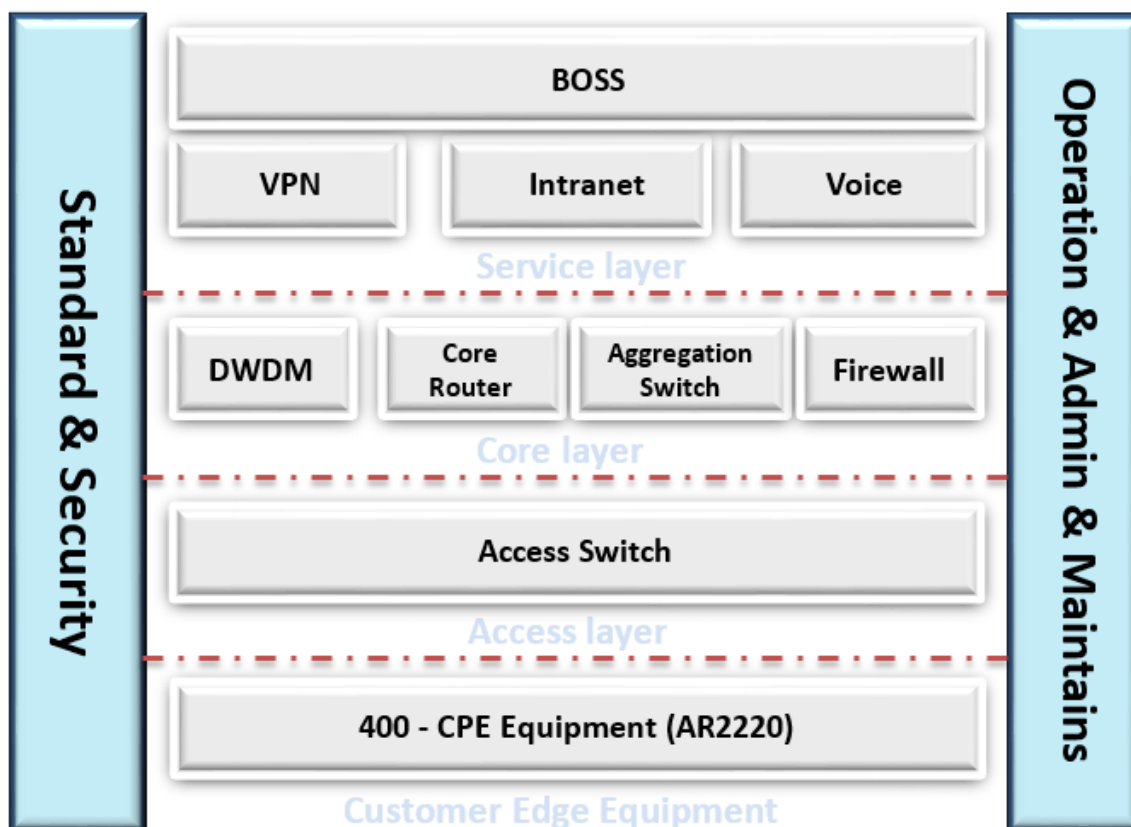 Standard & Security
BOSS
VPN
Intranet
Voice
Service layer
DWDM
Core
Router
Aggregation
Switch
Firewall
Core layer
Access Switch
Access layer
400 - CPE Equipment (AR2220)
Customer Edge Equipment
Operation & Admin & Maintains